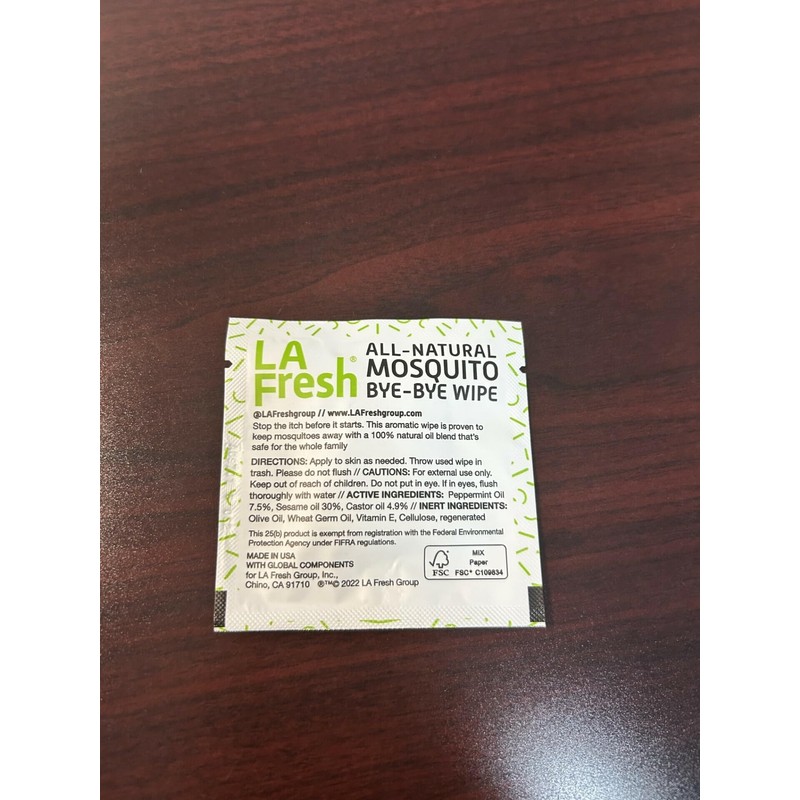 LA Fresh®
ALL-NATURAL
MOSQUITO
BYE-BYE WIPE
@LAFreshgroup // www.LAFreshgroup.com
Stop the itch before it starts. This aromatic wipe is proven to
keep mosquitoes away with a 100% natural oil blend that's
safe for the whole family
DIRECTIONS: Apply to skin as needed. Throw used wipe in
trash. Please do not flush // CAUTIONS: For external use only.
Keep out of reach of children. Do not put in eye. If in eyes, flush
thoroughly with water // ACTIVE INGREDIENTS: Peppermint Oil
7.5%, Sesame oil 30%, Castor oil 4.9% // INERT INGREDIENTS:
Olive Oil, Wheat Germ Oil, Vitamin E, Cellulose, regenerated
This 25(b) product is exempt from registration with the Federal Environmental
Protection Agency under FIFRA regulations.
MADE IN USA
WITH GLOBAL COMPONENTS
for LA Fresh Group, Inc.,
Chino, CA 91710 ®™© 2022 LA Fresh Group
FSC
MIX
Paper
FSC® C109834